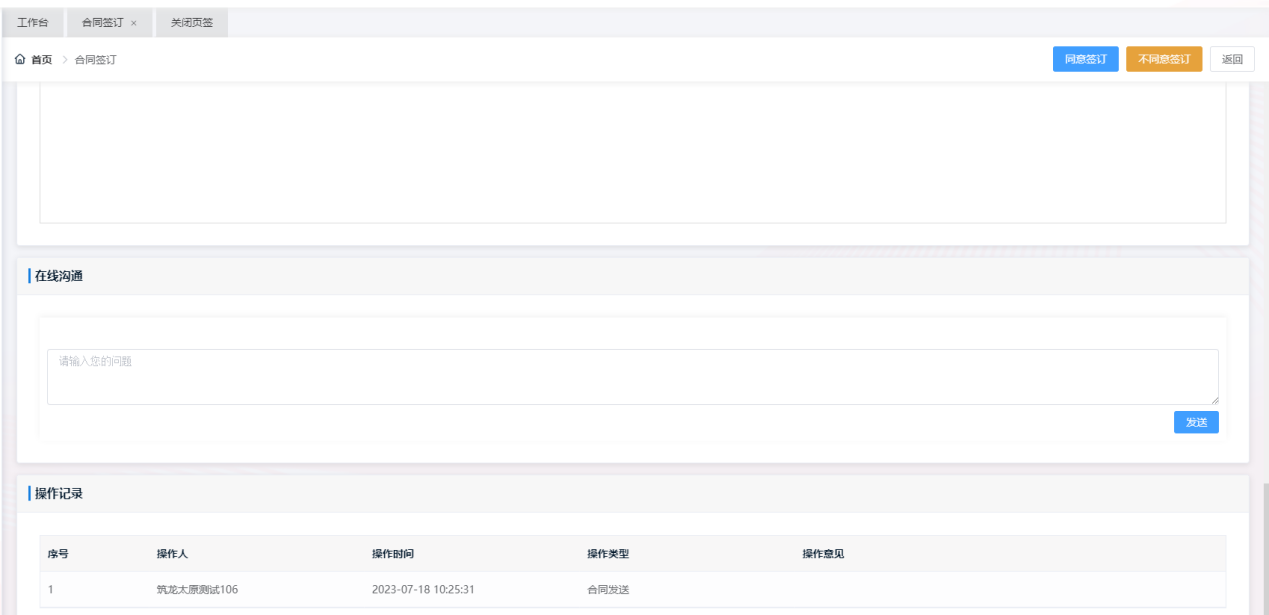 工作台 合同签订 × 关闭页签
首页 > 合同签订 同意签订 不同意签订 返回
在线沟通
请输入您的问题
发送
操作记录
序号 操作人 操作时间 操作类型 操作意见
1 筑龙太原测试106 2023-07-18 10:25:31 合同发送